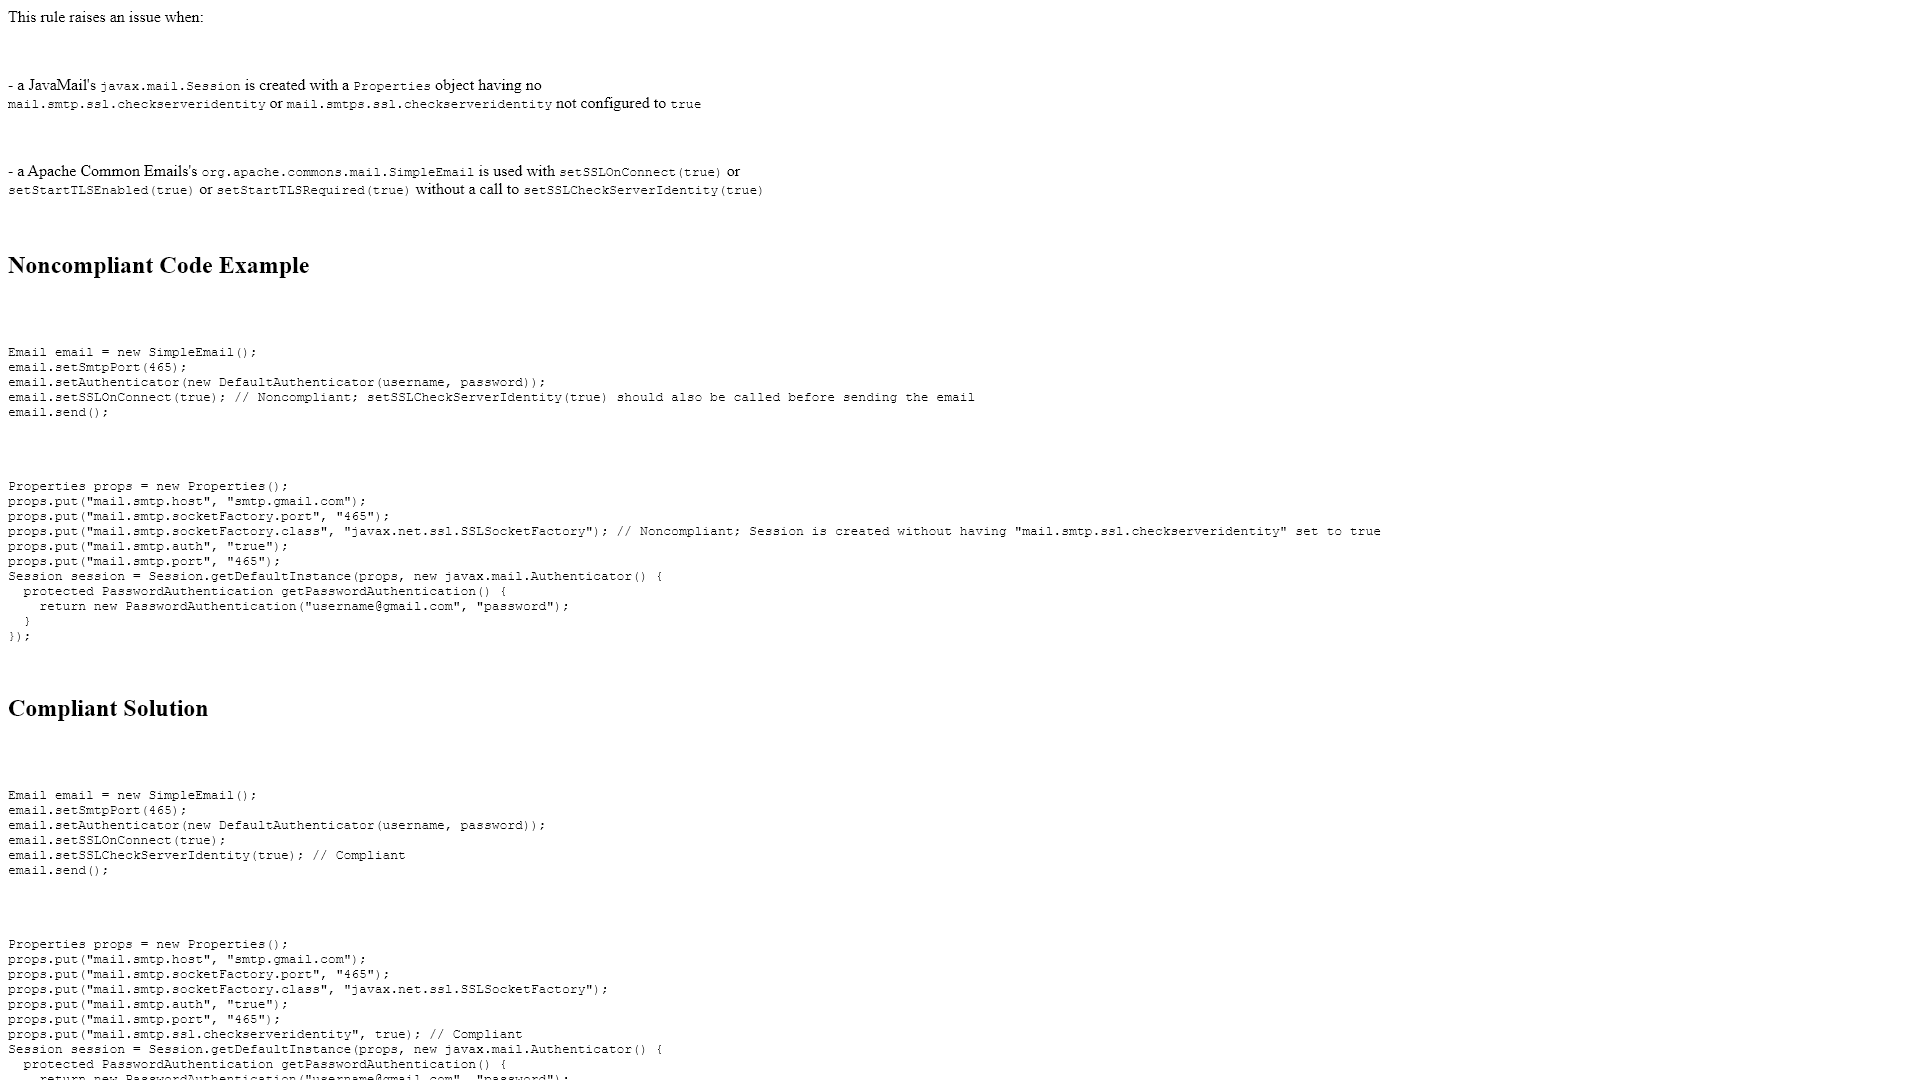 This rule raises an issue when:
- a JavaMail's javax.mail.Session is created with a Properties object having no
mail.smtp.ssl.checkserveridentity or mail.smtps.ssl.checkserveridentity not configured to true
- a Apache Common Emails's org.apache.commons.mail.SimpleEmail is used with setSSLOnConnect(true) or
setStartTLSEnabled(true) or setStartTLSRequired(true) without a call to setSSLCheckServerIdentity(true)
Noncompliant Code Example
Email email = new SimpleEmail();
email.setSmtpPort(465);
email.setAuthenticator(new DefaultAuthenticator(username, password));
email.setSSLOnConnect(true); // Noncompliant; setSSLCheckServerIdentity(true) should also be called before sending the email
email.send();
Properties props = new Properties();
props.put("mail.smtp.host", "smtp.gmail.com");
props.put("mail.smtp.socketFactory.port", "465");
props.put("mail.smtp.socketFactory.class", "javax.net.ssl.SSLSocketFactory"); // Noncompliant; Session is created without having "mail.smtp.ssl.checkserveridentity" set to true
props.put("mail.smtp.auth", "true");
props.put("mail.smtp.port", "465");
Session session = Session.getDefaultInstance(props, new javax.mail.Authenticator() {
  protected PasswordAuthentication getPasswordAuthentication() {
    return new PasswordAuthentication("username@gmail.com", "password");
  }
});
Compliant Solution
Email email = new SimpleEmail();
email.setSmtpPort(465);
email.setAuthenticator(new DefaultAuthenticator(username, password));
email.setSSLOnConnect(true);
email.setSSLCheckServerIdentity(true); // Compliant
email.send();
Properties props = new Properties();
props.put("mail.smtp.host", "smtp.gmail.com");
props.put("mail.smtp.socketFactory.port", "465");
props.put("mail.smtp.socketFactory.class", "javax.net.ssl.SSLSocketFactory");
props.put("mail.smtp.auth", "true");
props.put("mail.smtp.port", "465");
props.put("mail.smtp.ssl.checkserveridentity", true); // Compliant
Session session = Session.getDefaultInstance(props, new javax.mail.Authenticator() {
  protected PasswordAuthentication getPasswordAuthentication() {
    return new PasswordAuthentication("username@gmail.com", "password");